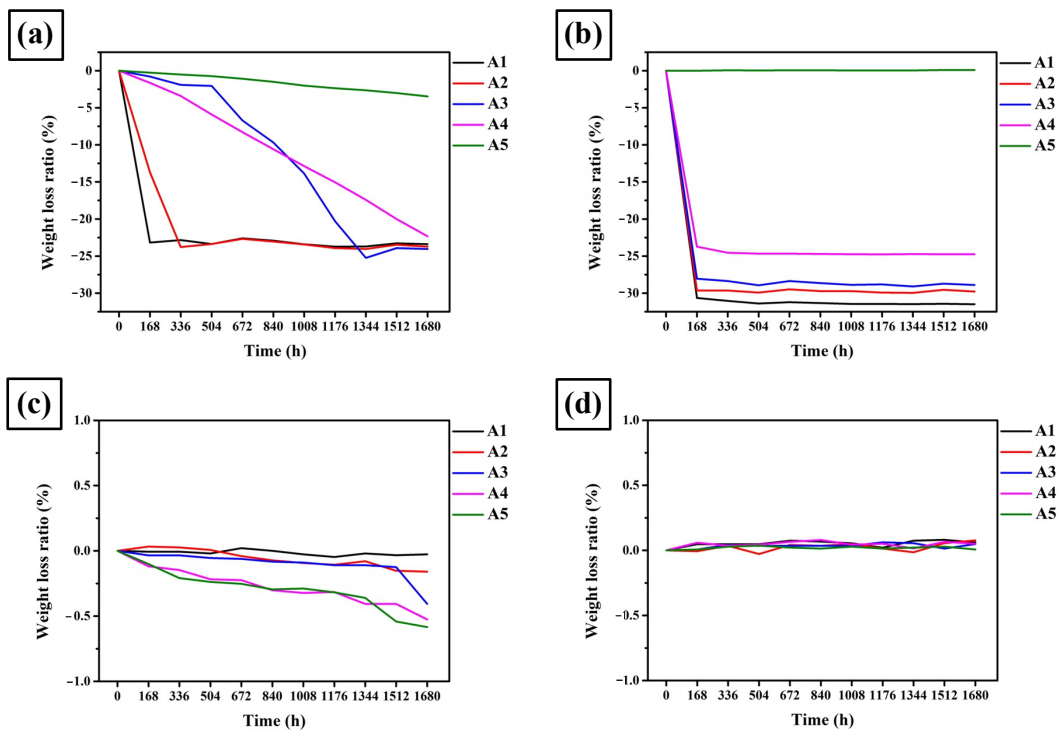 (a)
A1
A2
A3
A4
A5
0
−5
−10
−15
−20
−25
−30
Weight loss ratio (%)
0 168 336 504 672 840 1008 1176 1344 1512 1680
Time (h)
(b)
A1
A2
A3
A4
A5
0
−5
−10
−15
−20
−25
−30
Weight loss ratio (%)
0 168 336 504 672 840 1008 1176 1344 1512 1680
Time (h)
(c)
A1
A2
A3
A4
A5
1.0
0.5
0.0
−0.5
−1.0
Weight loss ratio (%)
0 168 336 504 672 840 1008 1176 1344 1512 1680
Time (h)
(d)
A1
A2
A3
A4
A5
1.0
0.5
0.0
−0.5
−1.0
Weight loss ratio (%)
0 168 336 504 672 840 1008 1176 1344 1512 1680
Time (h)